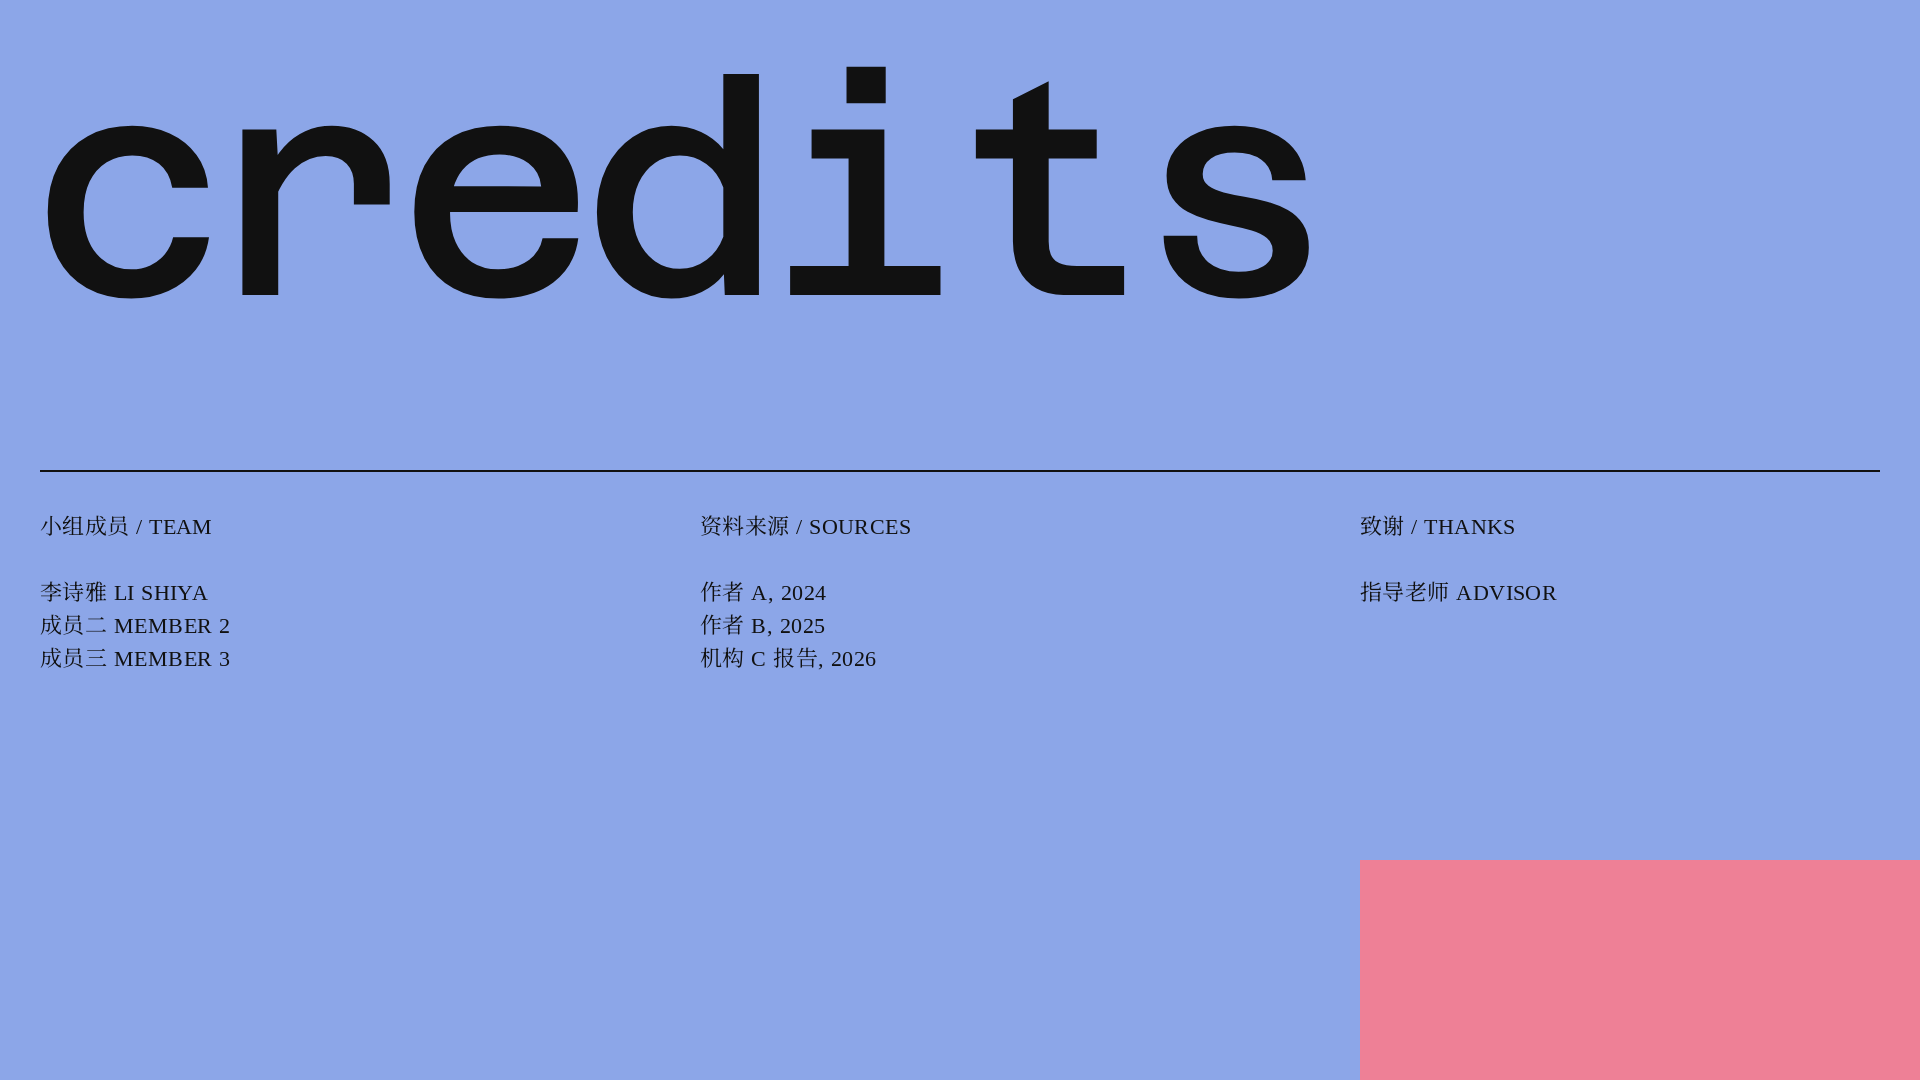 credits
小组成员 / TEAM
李诗雅 LI SHIYA
成员二 MEMBER 2
成员三 MEMBER 3
资料来源 / SOURCES
作者 A, 2024
作者 B, 2025
机构 C 报告, 2026
致谢 / THANKS
指导老师 ADVISOR